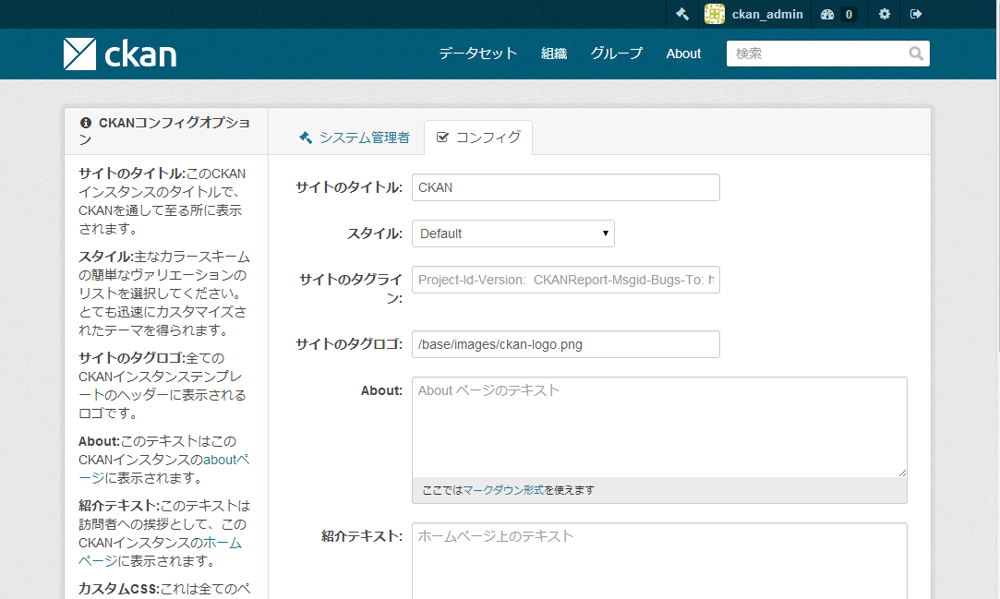 ckan_admin 0
ckan データセット 組織 グループ About 検索
CKANコンフィグオプショ
ン
システム管理者 コンフィグ
サイトのタイトル:このCKAN
インスタンスのタイトルで、
CKANを通して至る所に表示
されます。
スタイル:主なカラースキーム
の簡単なヴァリエーションの
リストを選択してください。
とても迅速にカスタマイズさ
れたテーマを得られます。
サイトのタグロゴ:全ての
CKANインスタンステンプレ
ートのヘッダーに表示される
ロゴです。
About:このテキストはこの
CKANインスタンスのaboutペ
ージに表示されます。
紹介テキスト:このテキストは
訪問者への挨拶として、この
CKANインスタンスのホーム
ページに表示されます。
カスタムCSS:これは全てのペ
サイトのタイトル: CKAN
スタイル: Default
サイトのタグライ
ン:
Project-Id-Version: CKANReport-Msgid-Bugs-To: h
サイトのタグロゴ: /base/images/ckan-logo.png
About: About ページのテキスト
ここではマークダウン形式を使えます
紹介テキスト: ホームページ上のテキスト